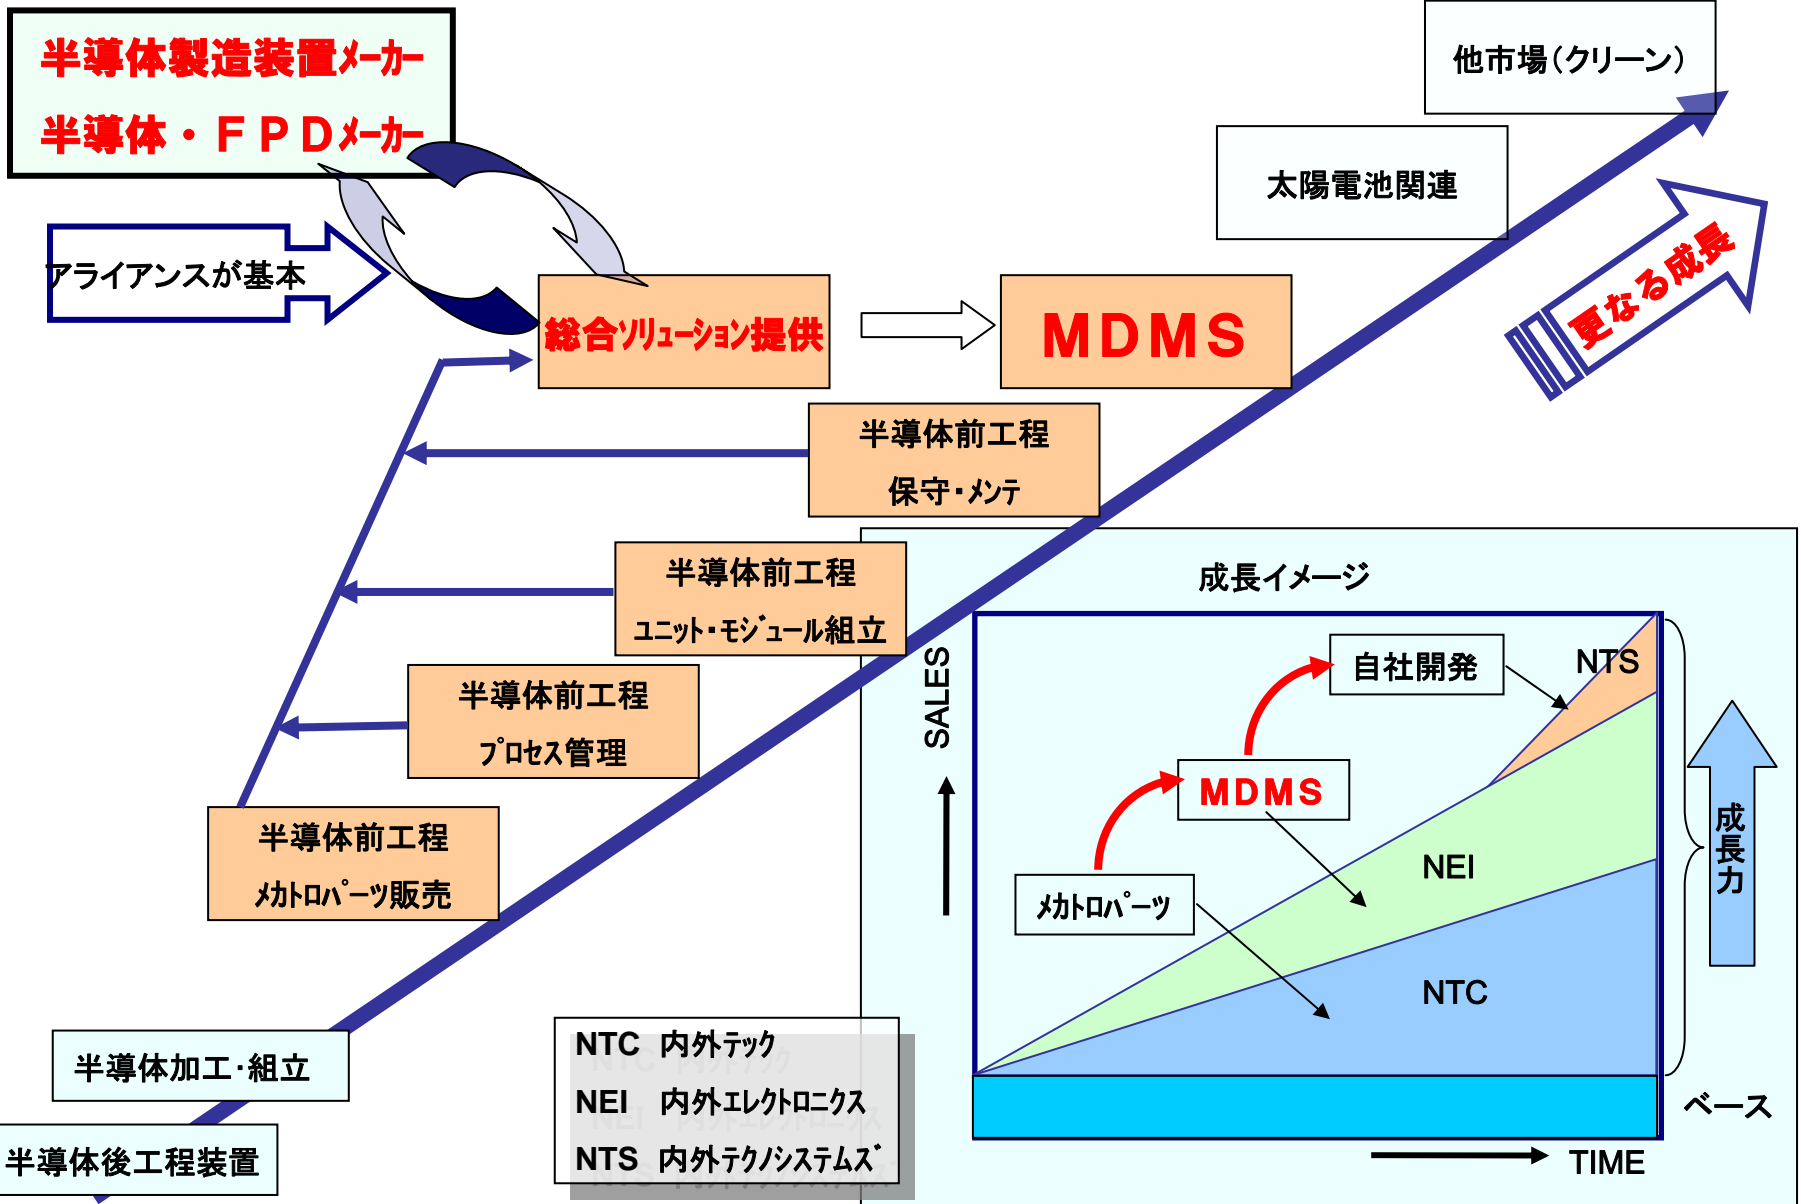 半導体製造装置ﾒｰｶｰ
半導体・ＦＰＤﾒｰｶｰ
他市場（クリーン）
太陽電池関連
更なる成長
アライアンスが基本
総合ｿﾘｭｰｼｮﾝ提供
ＭＤＭＳ
半導体前工程
保守・ﾒﾝﾃ
半導体前工程
ﾕﾆｯﾄ・ﾓｼﾞｭｰﾙ組立
半導体前工程
ﾌﾟﾛｾｽ管理
半導体前工程
ﾒｶﾄﾛﾊﾟｰﾂ販売
半導体加工・組立
半導体後工程装置
成長イメージ
SALES
自社開発
NTS
ＭＤＭＳ
NEI
ﾒｶﾄﾛﾊﾟｰﾂ
NTC
成長力
ベース
TIME
NTC 内外ﾃｯｸ
NEI 内外ｴﾚｸﾄﾛﾆｸｽ
NTS 内外ﾃｸﾉｼｽﾃﾑｽﾞ